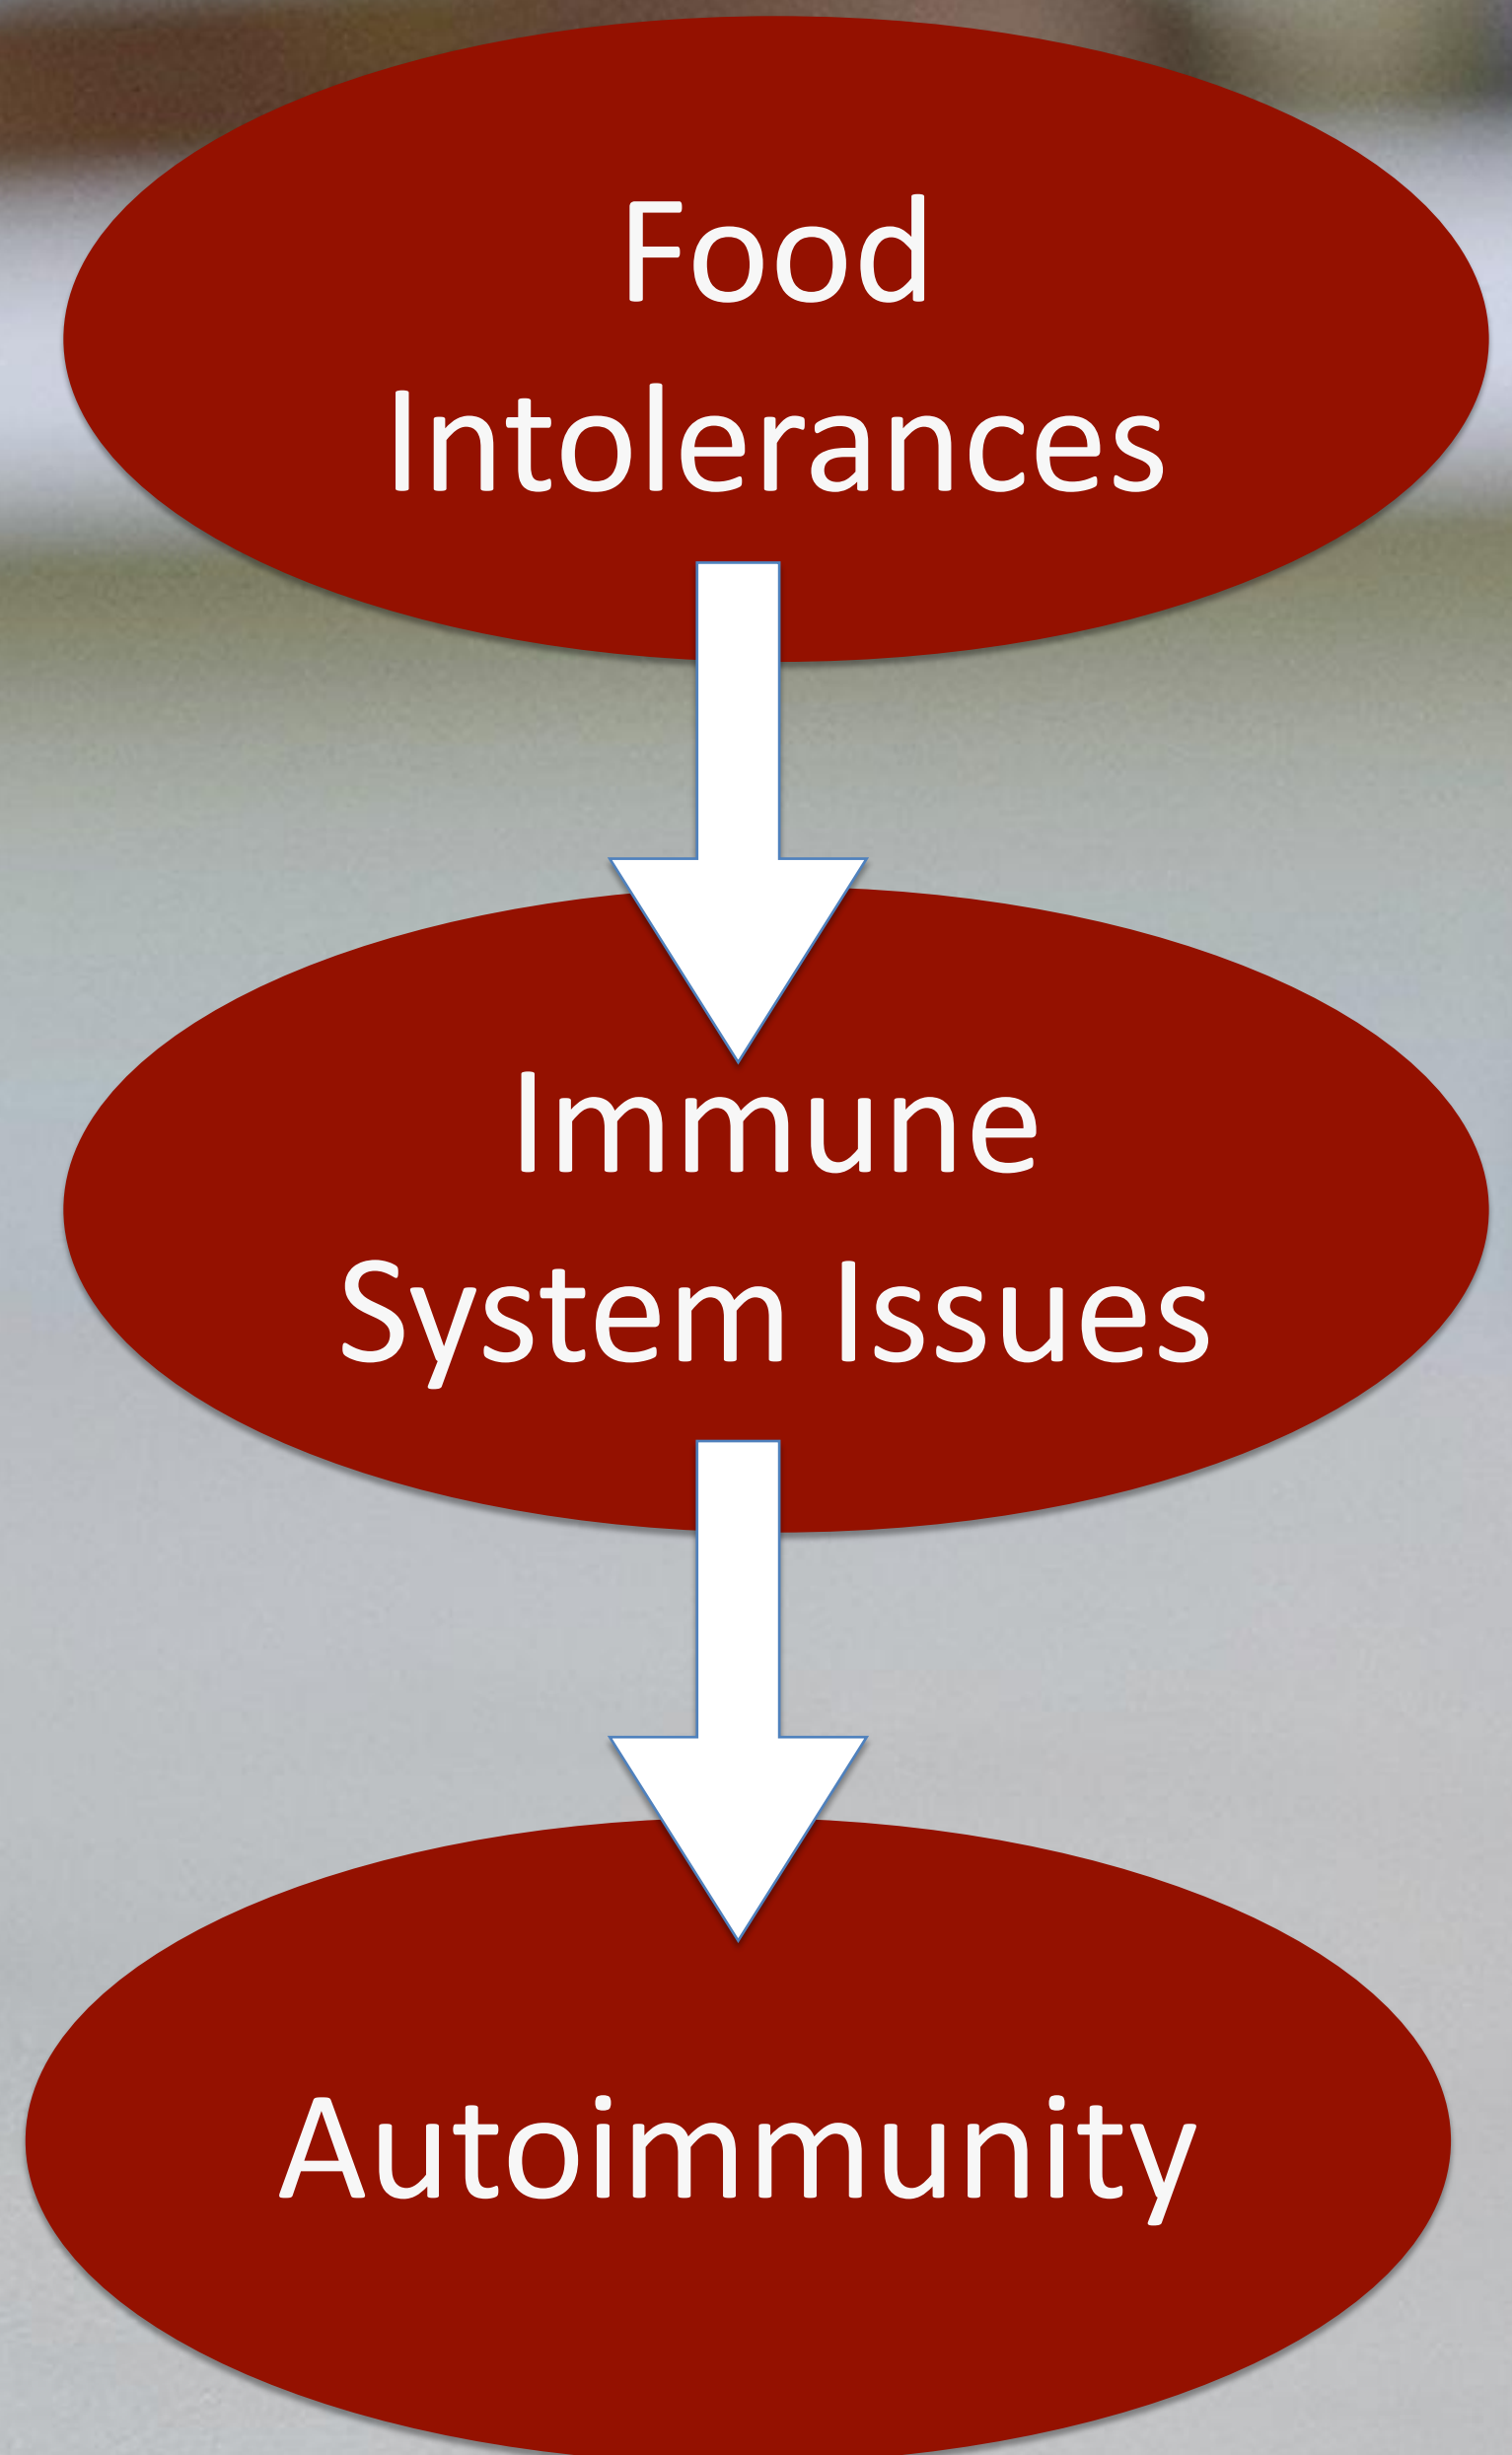 Food
Intolerances
Immune
System Issues
Autoimmunity